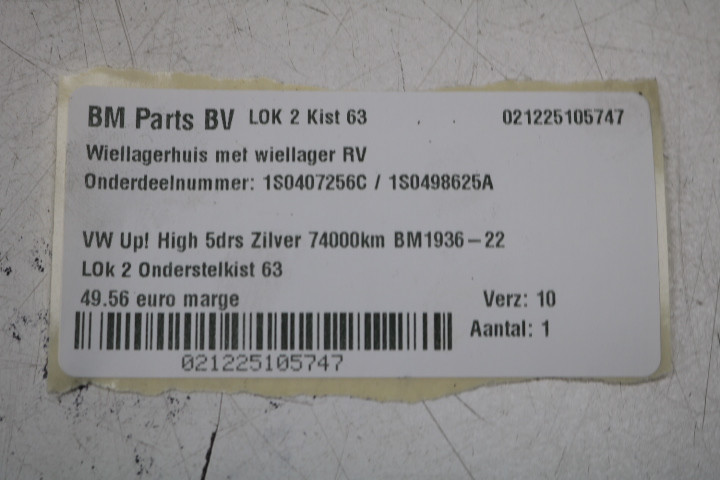 BM Parts BV LOK 2 Kist 63 021225105747
Wiellagerhuis met wiellager RV
Onderdeelnummer: 1S0407256C / 1S0498625A
VW Up! High 5drs Zilver 74000km BM1936-22
LOk 2 Onderstelkist 63
49.56 euro marge Verz: 10
Aantal: 1
021225105747